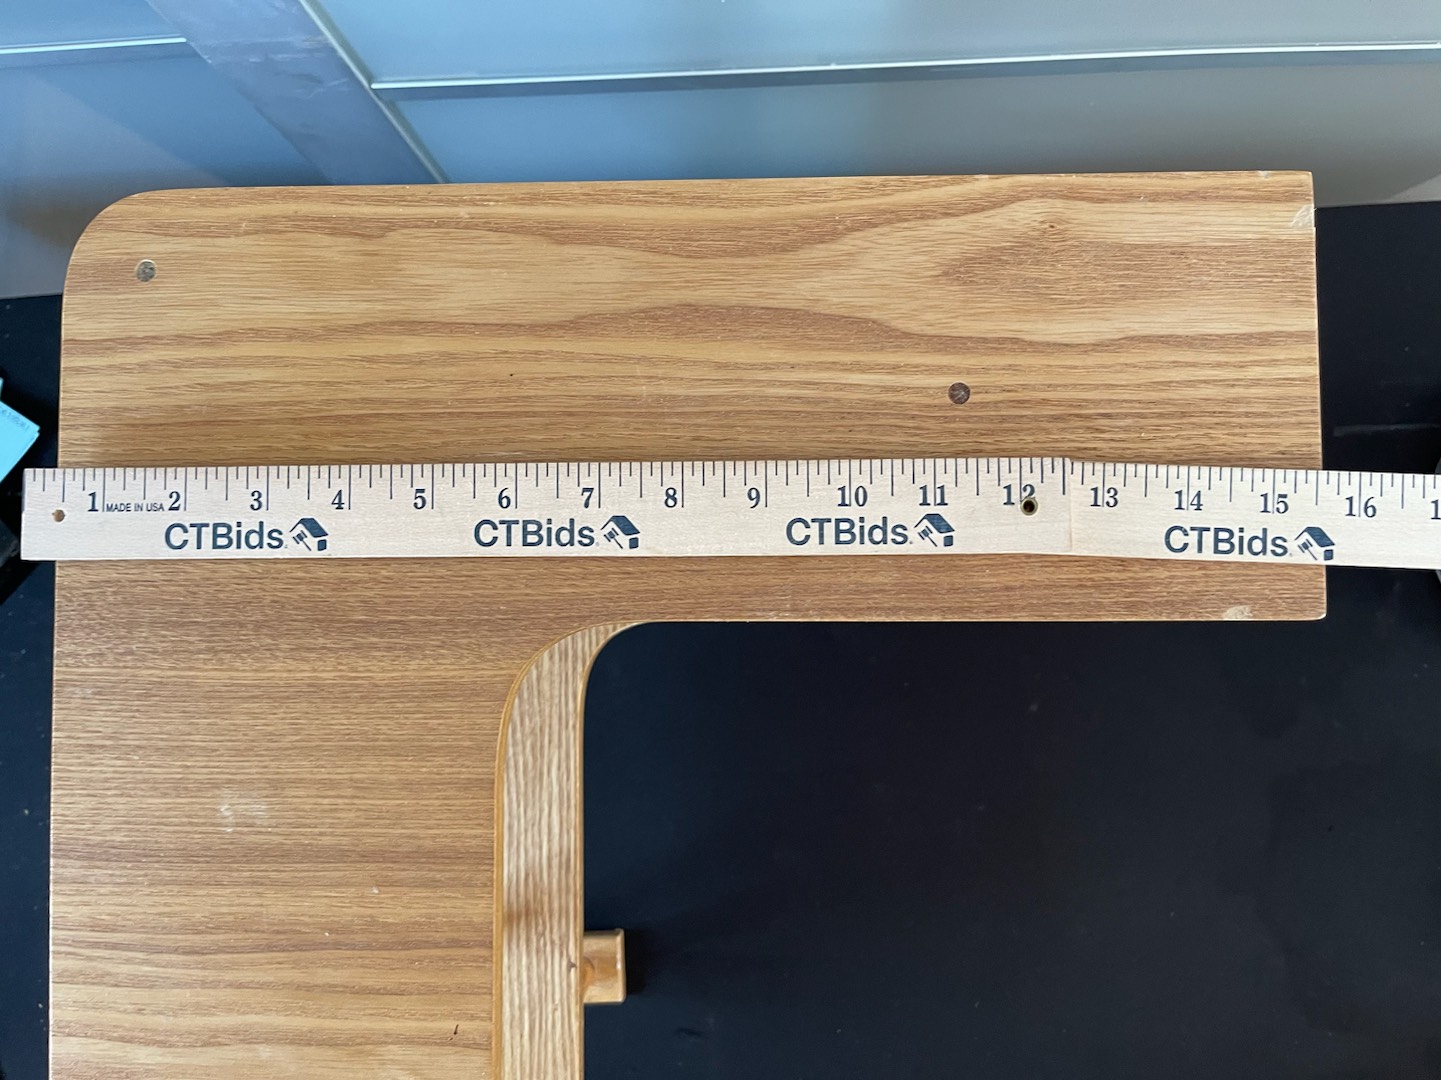 1 MADE IN USA 2 3 4 5 6 7 8 9 10 11 12 13 14 15 16
CTBids. CTBids. CTBids. CTBids.